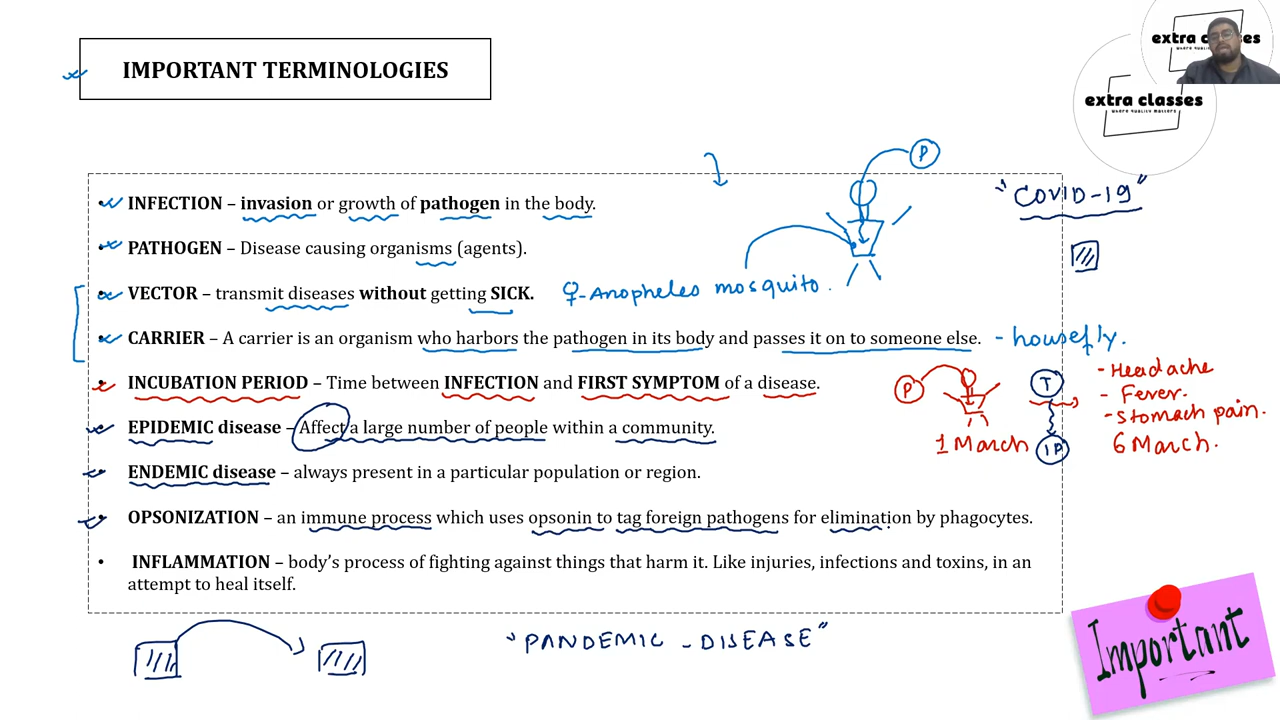 extra classes
where quality matters
IMPORTANT TERMINOLOGIES
extra classes
where quality matters
P
"COVID-19"
• INFECTION – invasion or growth of pathogen in the body.
• PATHOGEN – Disease causing organisms (agents).
• VECTOR – transmit diseases without getting SICK. ♀-Anopheles mosquito.
• CARRIER – A carrier is an organism who harbors the pathogen in its body and passes it on to someone else. - housefly.
• INCUBATION PERIOD – Time between INFECTION and FIRST SYMPTOM of a disease.
P
T
- Headache
- Fever.
- Stomach pain.
1 March
IP
6 March.
• EPIDEMIC disease – Affect a large number of people within a community.
• ENDEMIC disease – always present in a particular population or region.
• OPSONIZATION – an immune process which uses opsonin to tag foreign pathogens for elimination by phagocytes.
• INFLAMMATION – body’s process of fighting against things that harm it. Like injuries, infections and toxins, in an
attempt to heal itself.
"PANDEMIC - DISEASE"
Important